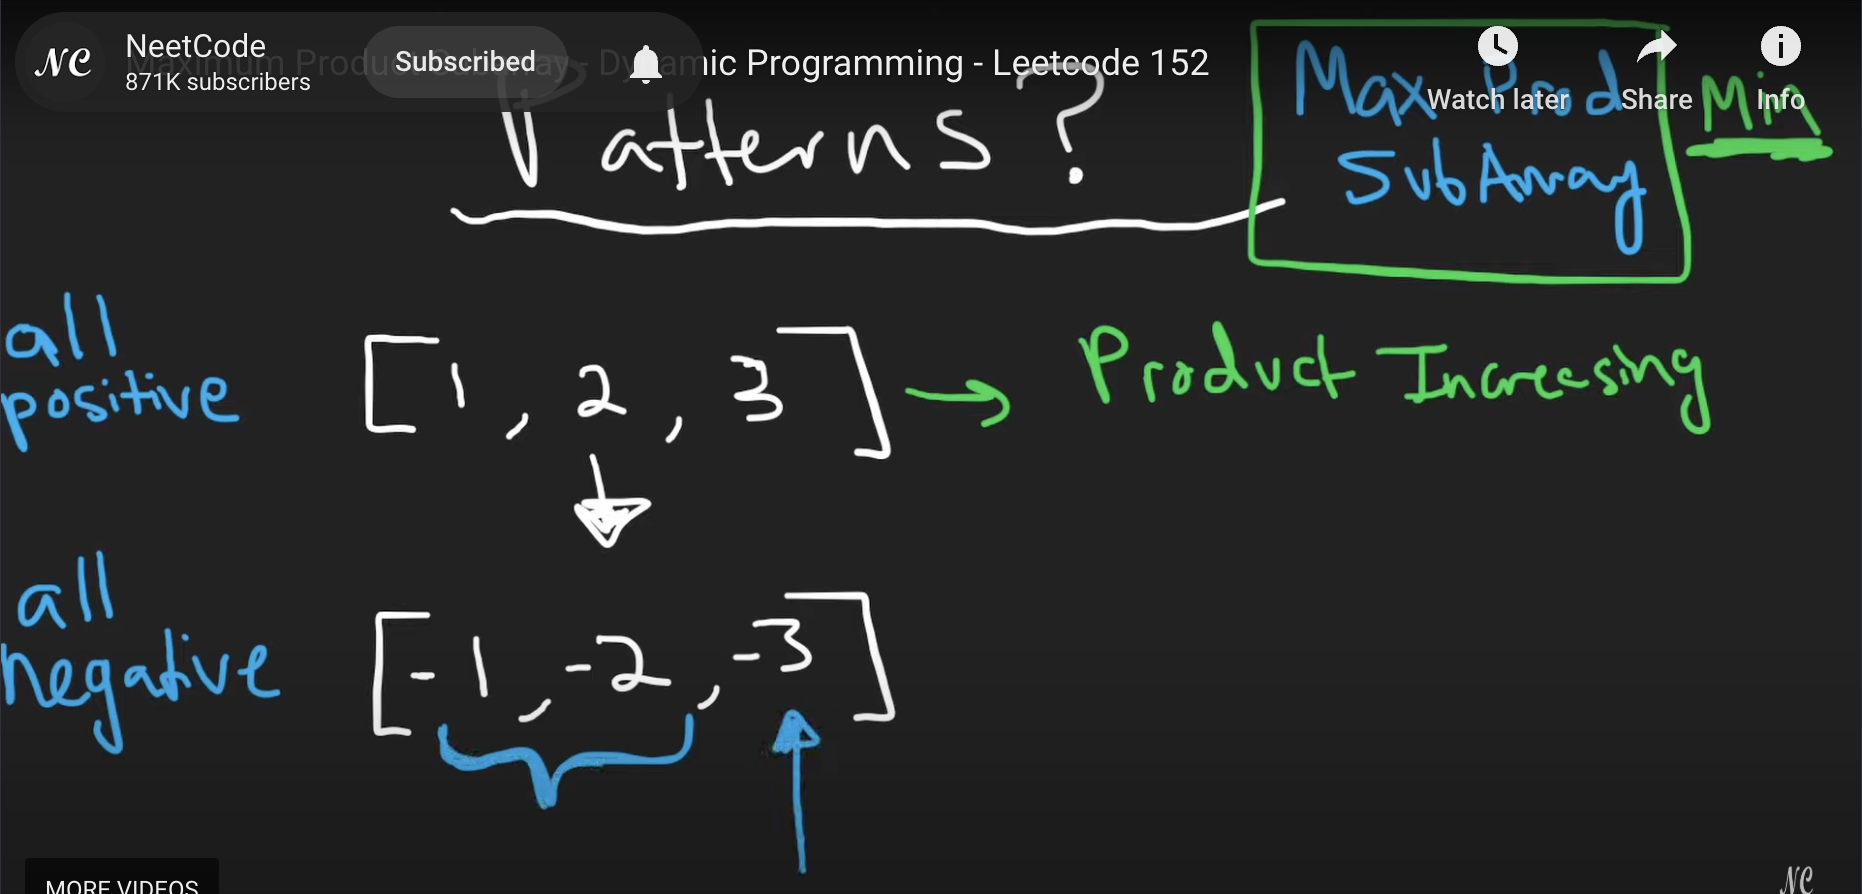 NeetCode
871K subscribers
Subscribed
Maximum Product Subarray - Dynamic Programming - Leetcode 152
Watch later
Share
Info
Patterns?
Max Prod
SubArray
Min
all
positive
[1, 2, 3] → Product Increasing
all
negative
[-1, -2, -3]
MORE VIDEOS
NC